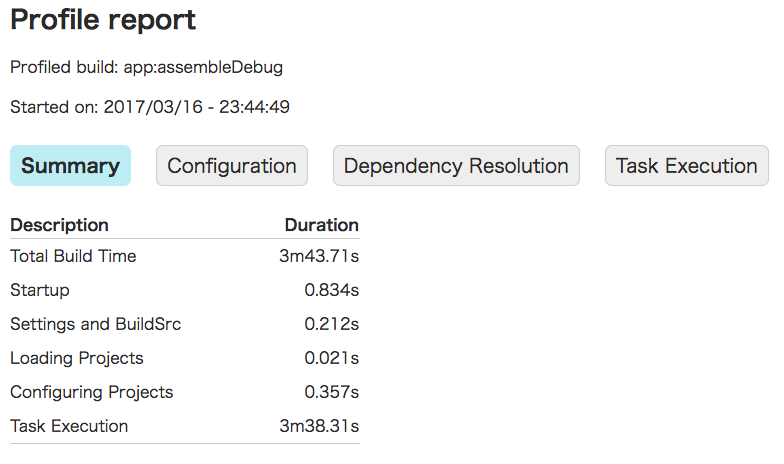 Profile report
Profiled build: app:assembleDebug
Started on: 2017/03/16 - 23:44:49
Summary Configuration Dependency Resolution Task Execution
Description Duration
Total Build Time 3m43.71s
Startup 0.834s
Settings and BuildSrc 0.212s
Loading Projects 0.021s
Configuring Projects 0.357s
Task Execution 3m38.31s